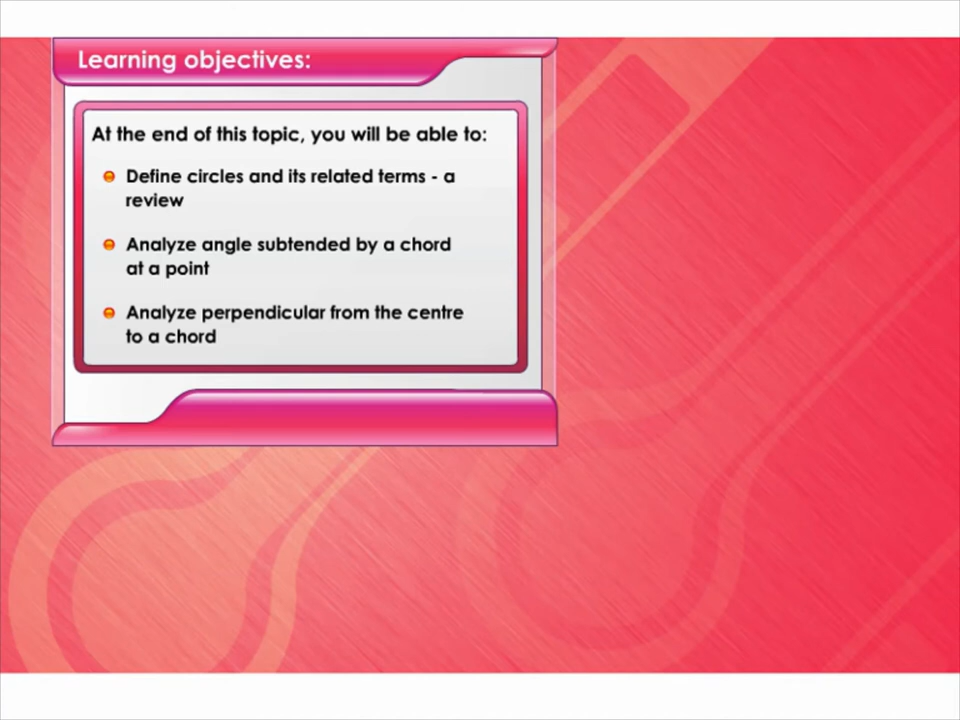 Learning objectives:
At the end of this topic, you will be able to:
Define circles and its related terms - a
review
Analyze angle subtended by a chord
at a point
Analyze perpendicular from the centre
to a chord